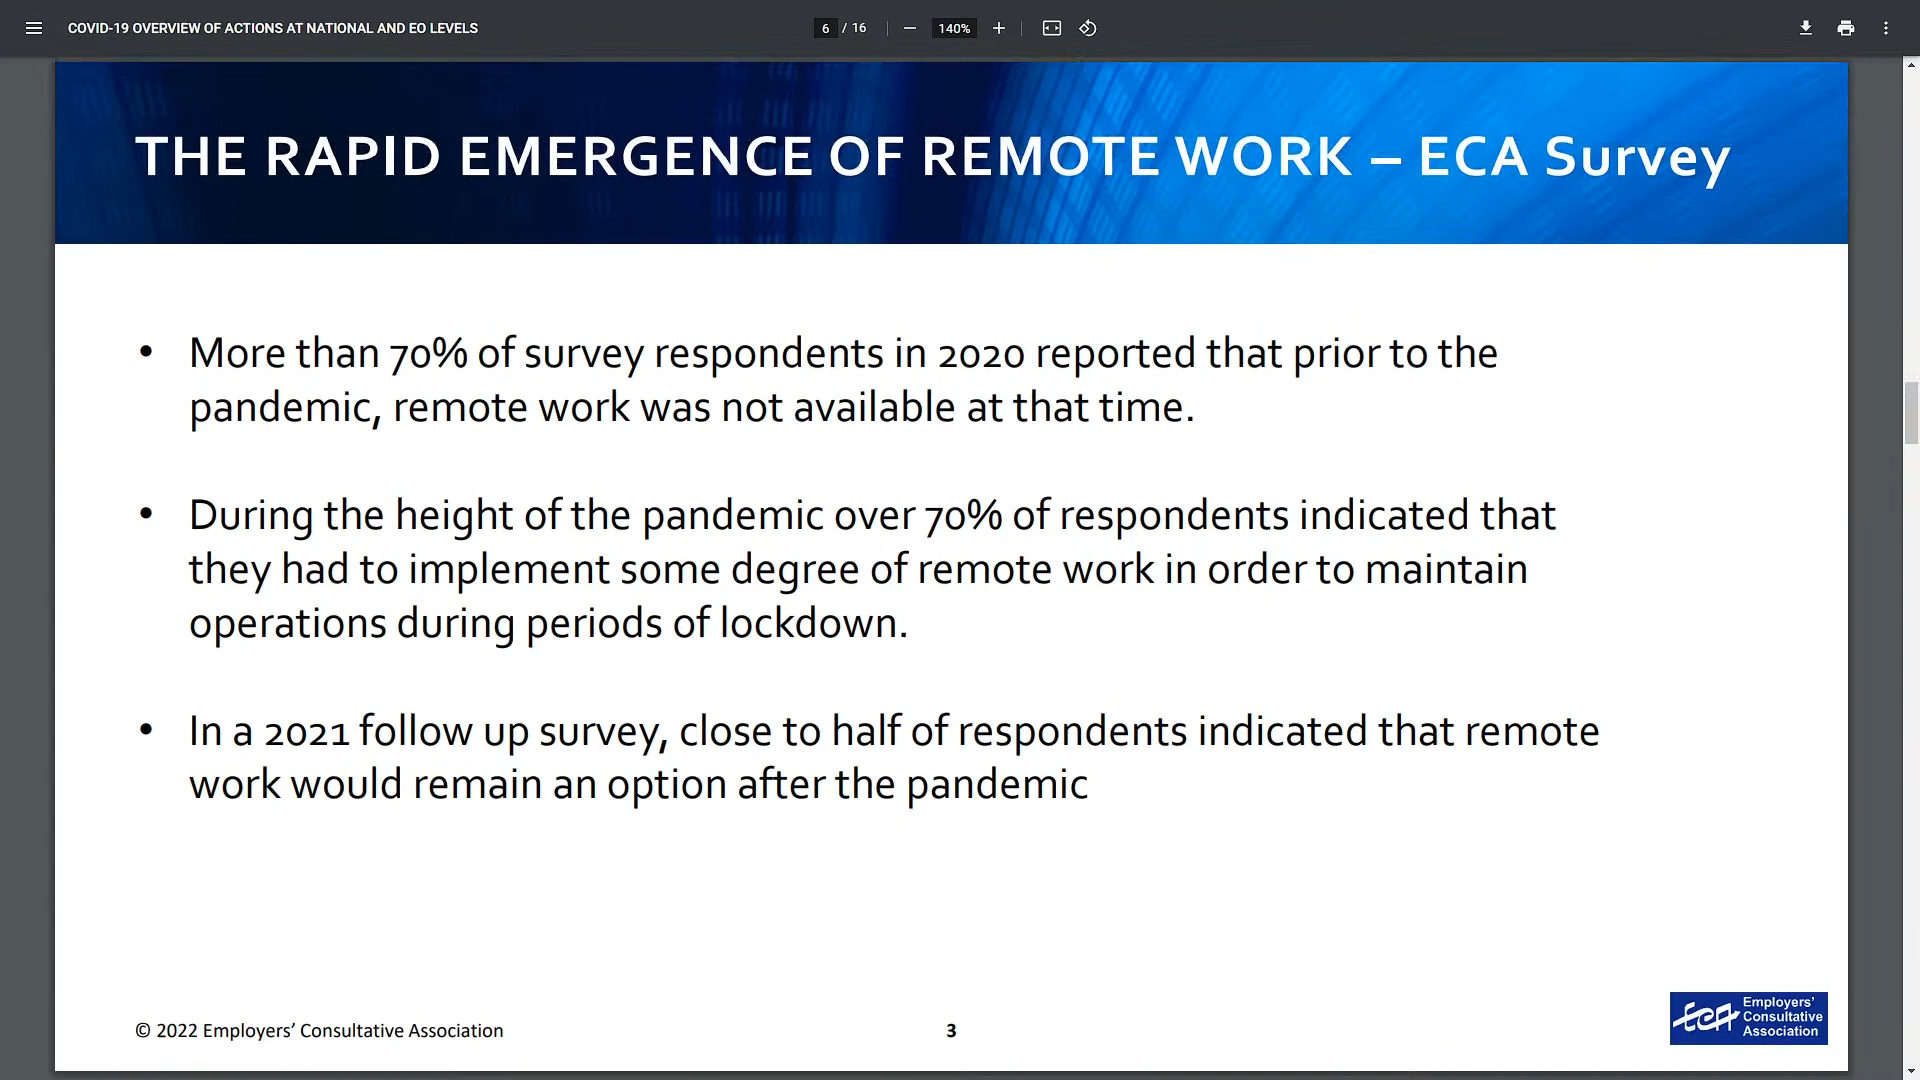 COVID-19 OVERVIEW OF ACTIONS AT NATIONAL AND EO LEVELS
6 / 16
140%
THE RAPID EMERGENCE OF REMOTE WORK – ECA Survey
• More than 70% of survey respondents in 2020 reported that prior to the
pandemic, remote work was not available at that time.
• During the height of the pandemic over 70% of respondents indicated that
they had to implement some degree of remote work in order to maintain
operations during periods of lockdown.
• In a 2021 follow up survey, close to half of respondents indicated that remote
work would remain an option after the pandemic
© 2022 Employers’ Consultative Association
3
eca
Employers’
Consultative
Association